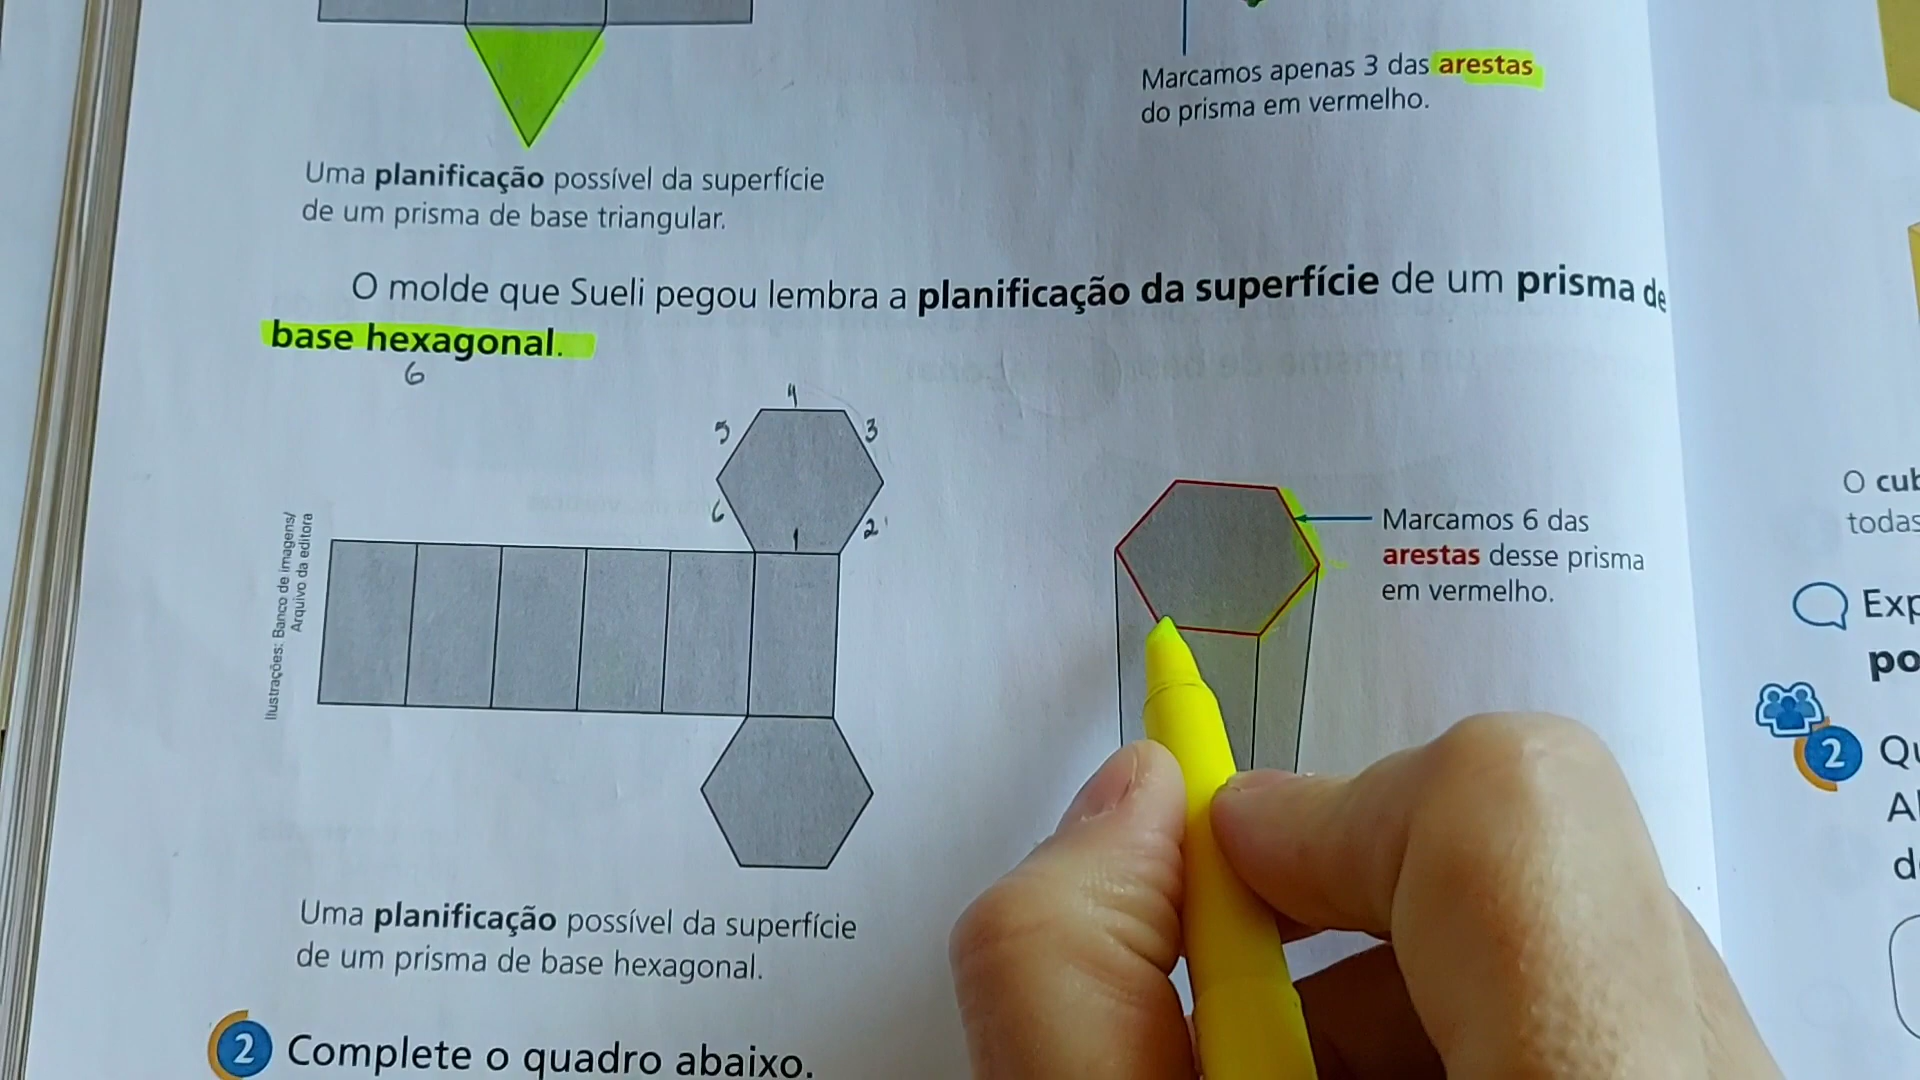 Marcamos apenas 3 das arestas
do prisma em vermelho.
Uma planificação possível da superfície
de um prisma de base triangular.
O molde que Sueli pegou lembra a planificação da superfície de um prisma de
base hexagonal.
6
4
5
3
6
2
1
Ilustrações: Banco de imagens/
Arquivo da editora
Marcamos 6 das
arestas desse prisma
em vermelho.
Uma planificação possível da superfície
de um prisma de base hexagonal.
2 Complete o quadro abaixo.
O cub
todas
Exp
po
2 Qu